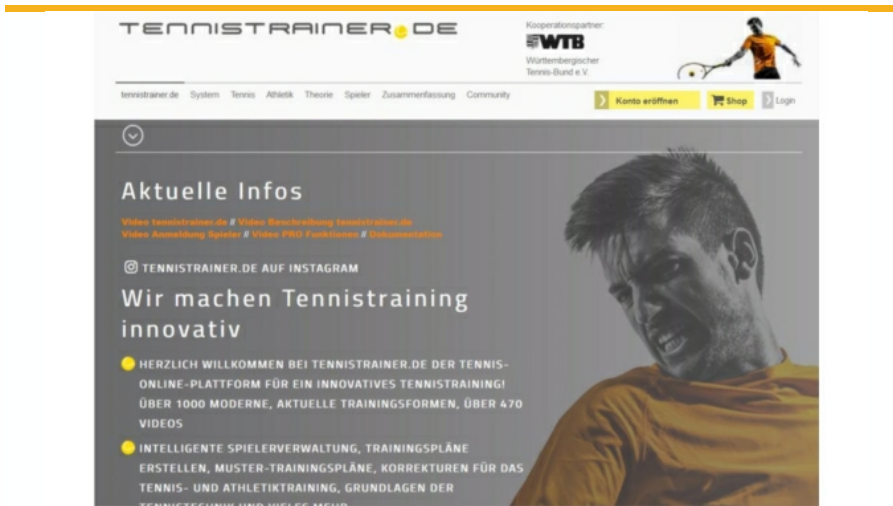 TENNISTRAINER.DE
Kooperationspartner:
WTB
Württembergischer
Tennis-Bund e.V.
tennistrainer.de System Tennis Athletik Theorie Spieler Zusammenfassung Community
Konto eröffnen Shop Login
Aktuelle Infos
Video tennistrainer.de // Video Beschreibung tennistrainer.de
Video Anmeldung Spieler // Video PRO Funktionen // Dokumentation
TENNISTRAINER.DE AUF INSTAGRAM
Wir machen Tennistraining
innovativ
HERZLICH WILLKOMMEN BEI TENNISTRAINER.DE DER TENNIS-
ONLINE-PLATTFORM FÜR EIN INNOVATIVES TENNISTRAINING!
ÜBER 1000 MODERNE, AKTUELLE TRAININGSFORMEN, ÜBER 470
VIDEOS
INTELLIGENTE SPIELERVERWALTUNG, TRAININGSPLÄNE
ERSTELLEN, MUSTER-TRAININGSPLÄNE, KORREKTUREN FÜR DAS
TENNIS- UND ATHLETIKTRAINING, GRUNDLAGEN DER
TENNISTECHNIK UND VIELES MEHR